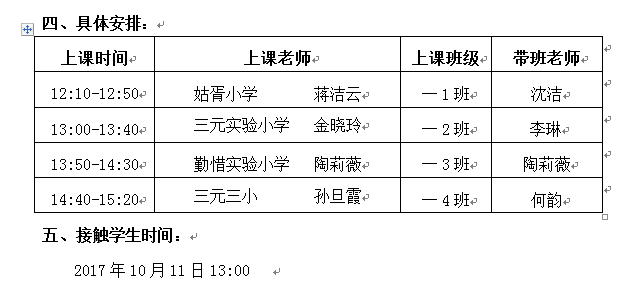 四、具体安排：
上课时间 上课老师 上课班级 带班老师
12:10-12:50 姑胥小学 蒋洁云 一 1 班 沈洁
13:00-13:40 三元实验小学 金晓玲 一 2 班 李琳
13:50-14:30 勤惜实验小学 陶莉薇 一 3 班 陶莉薇
14:40-15:20 三元三小 孙旦霞 一 4 班 何韵
五、接触学生时间：
2017 年 10 月 11 日 13:00